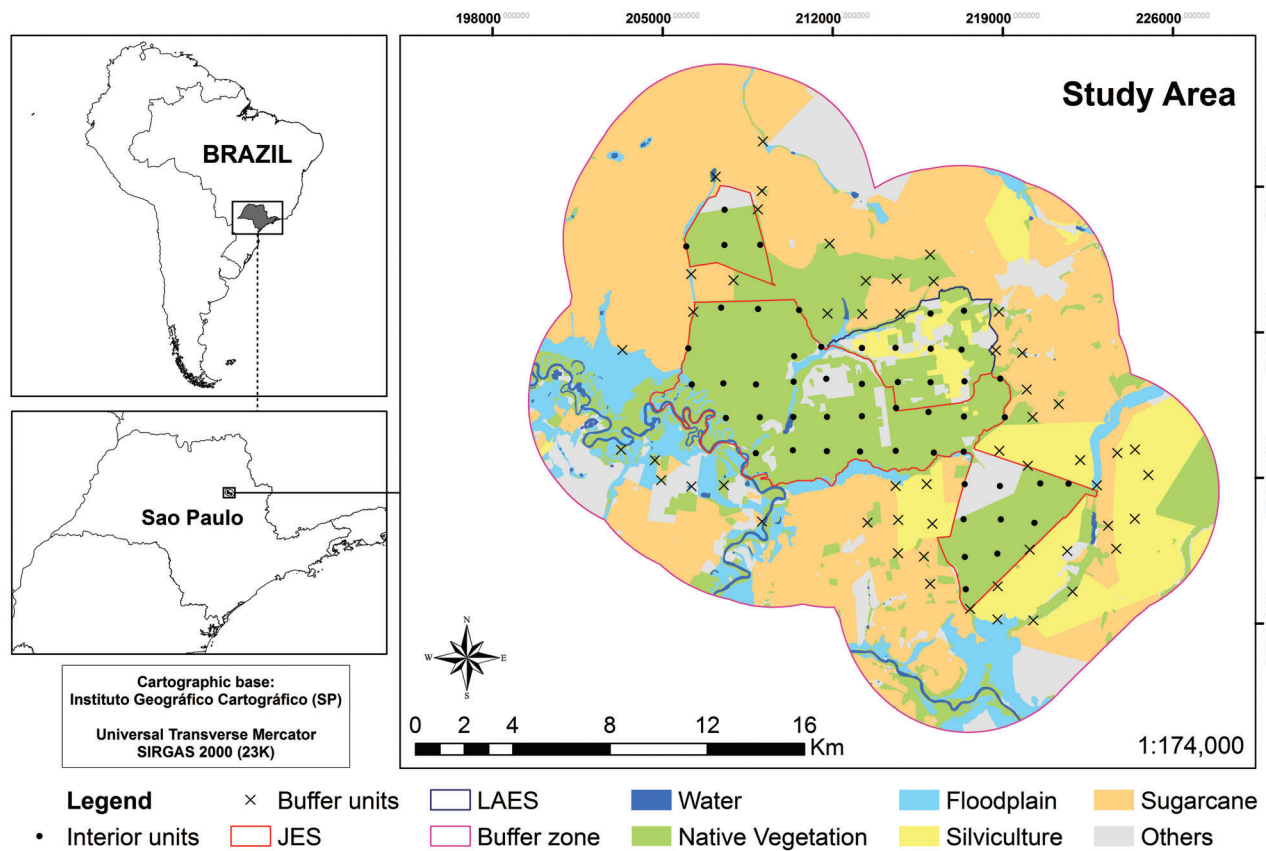 198000.000000 205000.000000 212000.000000 219000.000000 226000.000000
BRAZIL
Study Area
Sao Paulo
Cartographic base:
Instituto Geográfico Cartográfico (SP)
Universal Transverse Mercator
SIRGAS 2000 (23K)
N
W E
S
0 2 4 8 12 16
Km
1:174,000
Legend
Buffer units
LAES
Water
Floodplain
Sugarcane
Interior units
JES
Buffer zone
Native Vegetation
Silviculture
Others